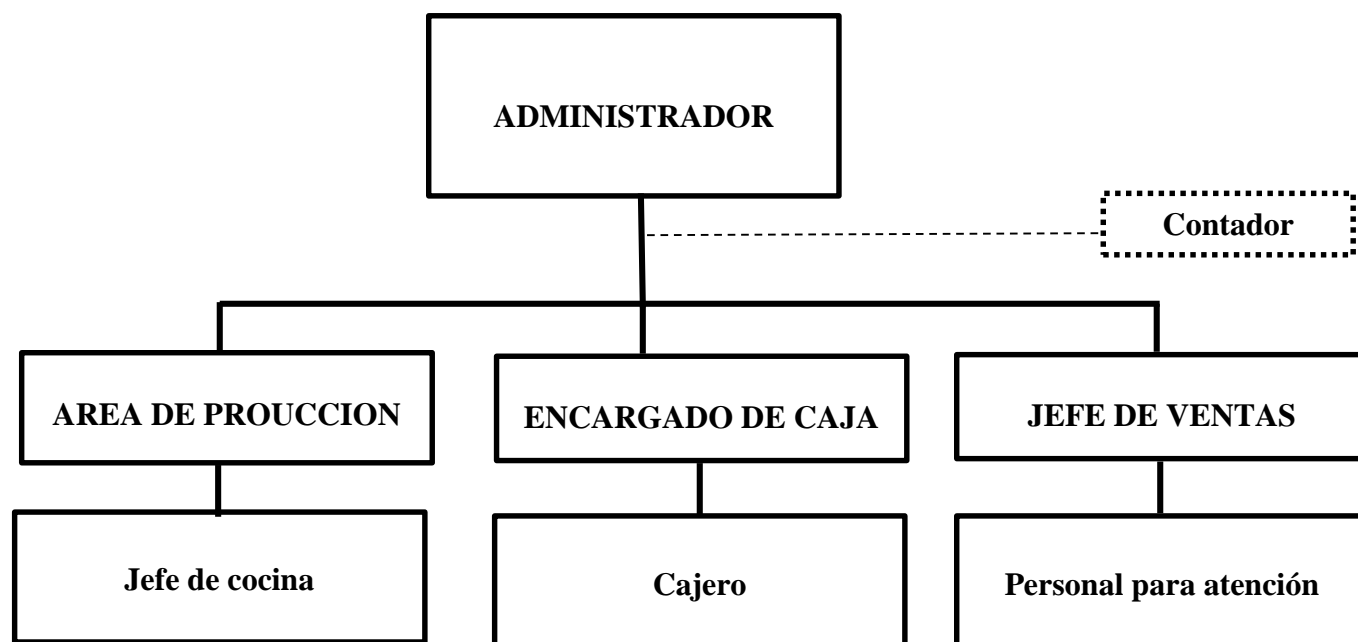 ADMINISTRADOR
Contador
AREA DE PROUCCION
ENCARGADO DE CAJA
JEFE DE VENTAS
Jefe de cocina
Cajero
Personal para atención